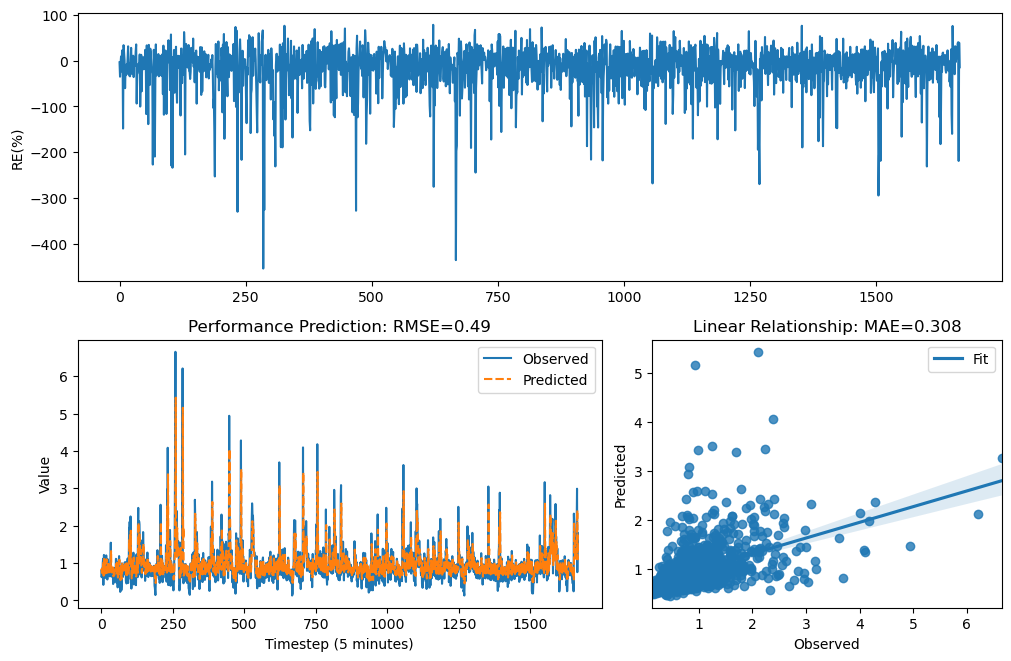 RE(%)
100
0
−100
−200
−300
−400
0 250 500 750 1000 1250 1500
Performance Prediction: RMSE=0.49
Value
6
5
4
3
2
1
0
Observed
Predicted
0 250 500 750 1000 1250 1500
Timestep (5 minutes)
Linear Relationship: MAE=0.308
Predicted
5
4
3
2
1
Fit
1 2 3 4 5 6
Observed